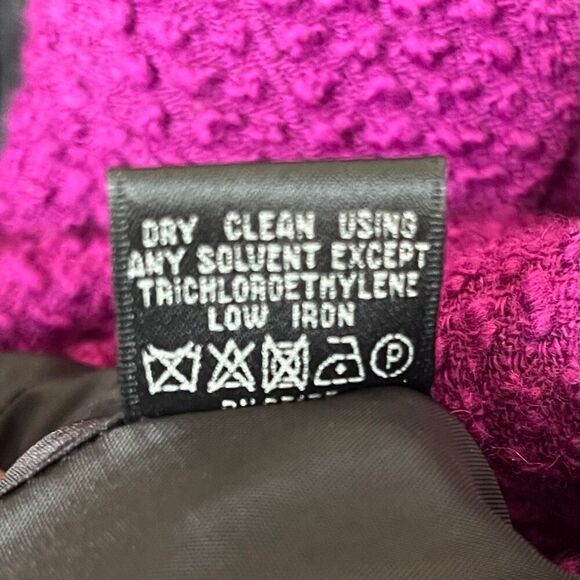 DRY CLEAN USING
ANY SOLVENT EXCEPT
TRICHLOROETHYLENE
LOW IRON
P